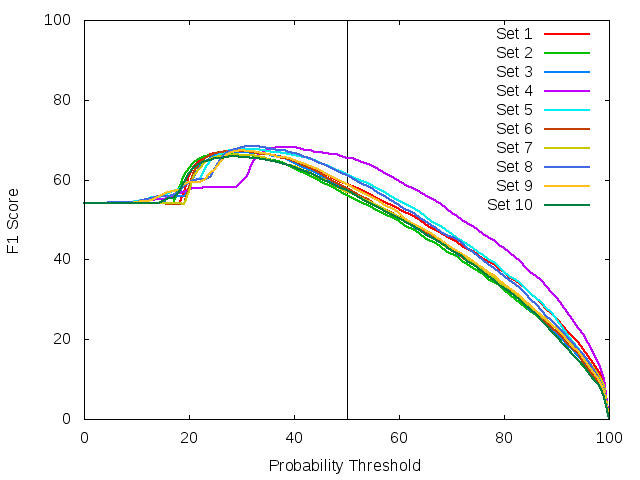 100
80
60
40
20
0
0 20 40 60 80 100
F1 Score
Probability Threshold
Set 1
Set 2
Set 3
Set 4
Set 5
Set 6
Set 7
Set 8
Set 9
Set 10